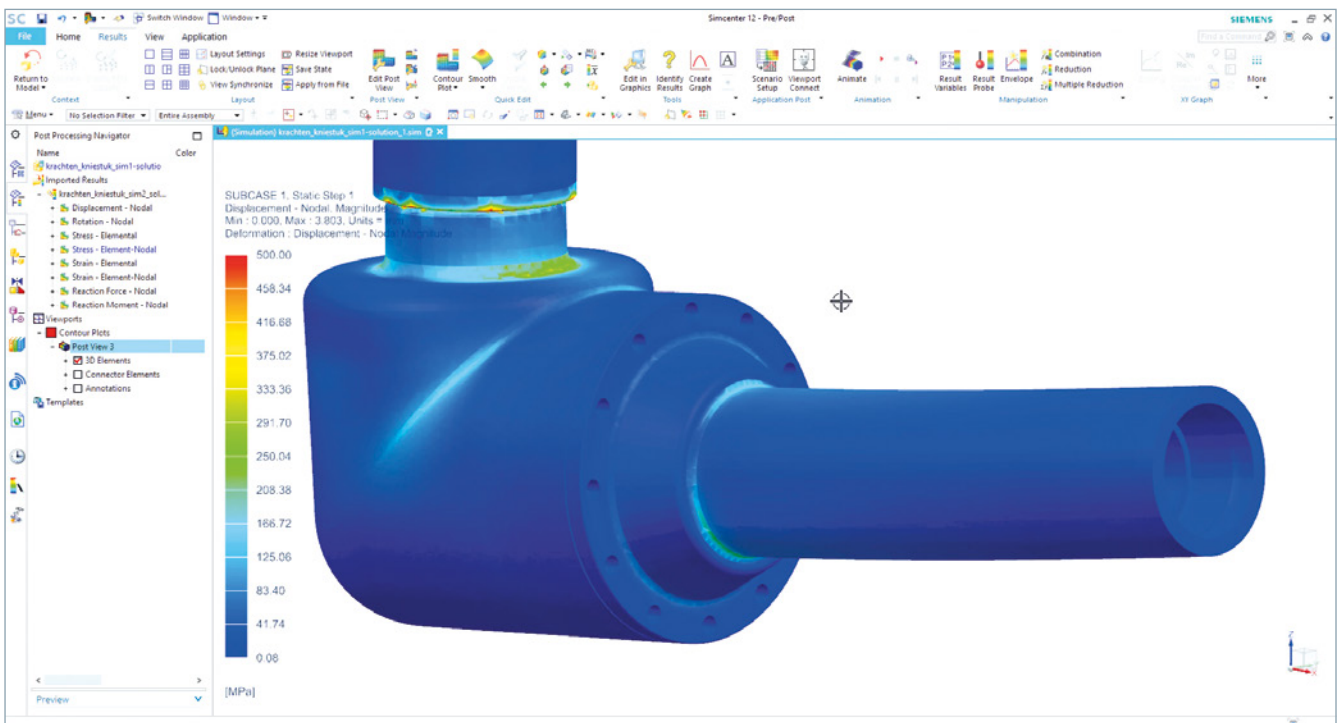 SC Switch Window Window Simcenter 12 - Pre/Post SIEMENS
File Home Results View Application Find a Command
Layout Settings Resize Viewport
Lock/Unlock Plane Save State
View Synchronize Apply from File
Return to Model
Edit Post View
Contour Plot
Smooth
Edit in Graphics
Identify Results
Create Graph
Scenario Setup
Viewport Connect
Animate
Result Variables
Result Probe
Envelope
Combination
Reduction
Multiple Reduction
More
Context Layout Post View Quick Edit Tools Application Post Animation Manipulation XY Graph
Menu No Selection Filter Entire Assembly
Post Processing Navigator
(Simulation) krachten_kniestuk_sim1-solution_1.sim
Name Color
krachten_kniestuk_sim1-solutio
Imported Results
krachten_kniestuk_sim2_sol...
Displacement - Nodal
Rotation - Nodal
Stress - Elemental
Stress - Element-Nodal
Strain - Elemental
Strain - Element-Nodal
Reaction Force - Nodal
Reaction Moment - Nodal
Viewports
Contour Plots
Post View 3
3D Elements
Connector Elements
Annotations
Templates
Preview
SUBCASE 1, Static Step 1
Displacement - Nodal, Magnitude
Min : 0.000, Max : 3.803, Units =
Deformation : Displacement - Nodal Magnitude
500.00
458.34
416.68
375.02
333.36
291.70
250.04
208.38
166.72
125.06
83.40
41.74
0.08
[MPa]